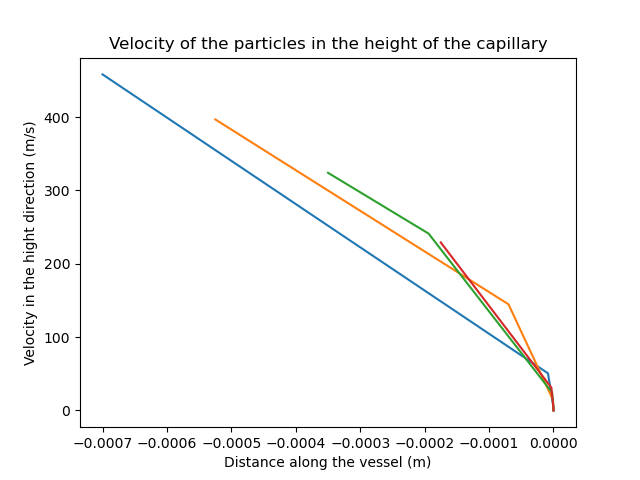 Velocity of the particles in the height of the capillary
400
300
200
100
0
Velocity in the hight direction (m/s)
−0.0007 −0.0006 −0.0005 −0.0004 −0.0003 −0.0002 −0.0001 0.0000
Distance along the vessel (m)